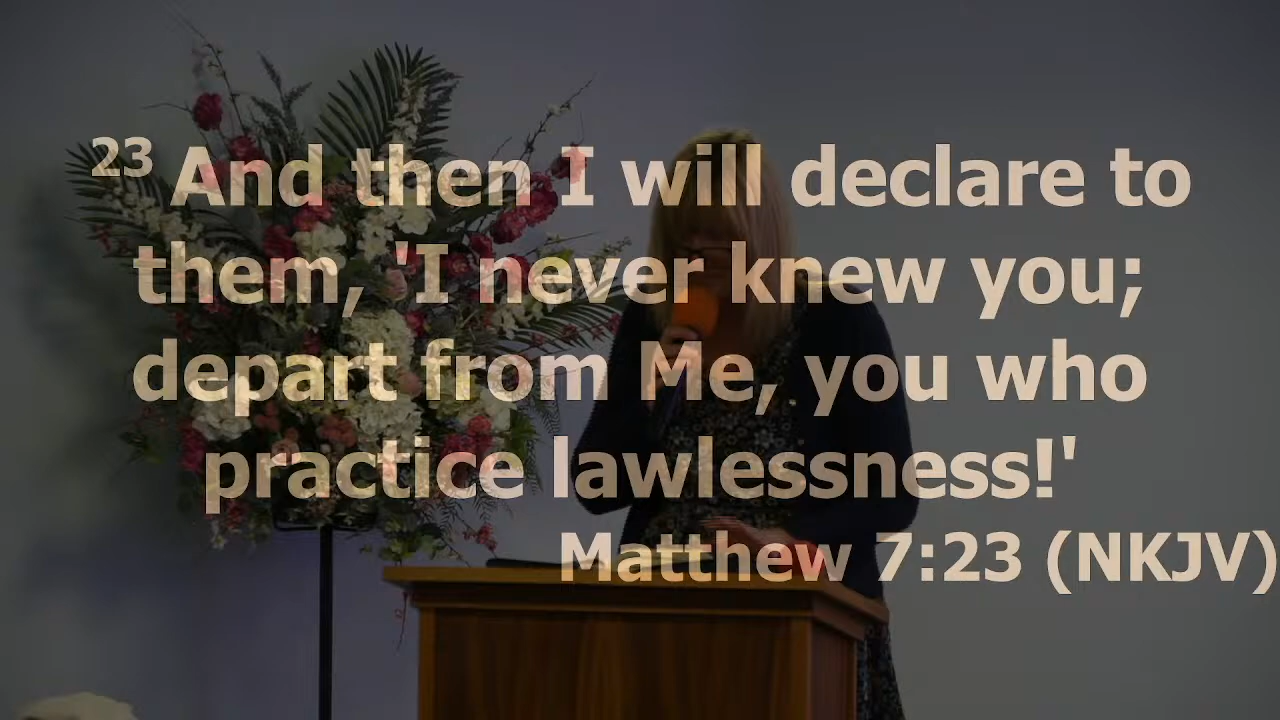 23 And then I will declare to
them, 'I never knew you;
depart from Me, you who
practice lawlessness!'
Matthew 7:23 (NKJV)